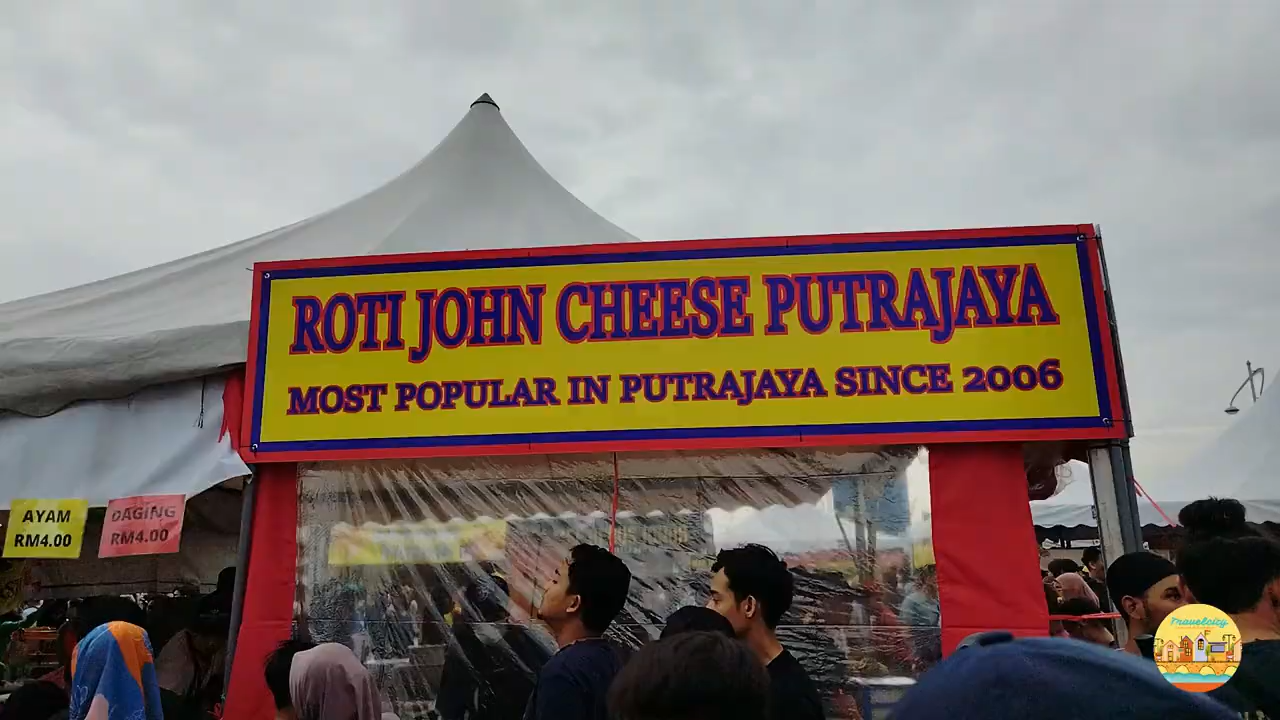 ROTI JOHN CHEESE PUTRAJAYA
MOST POPULAR IN PUTRAJAYA SINCE 2006
AYAM
RM4.00
DAGING
RM4.00
Travelcity